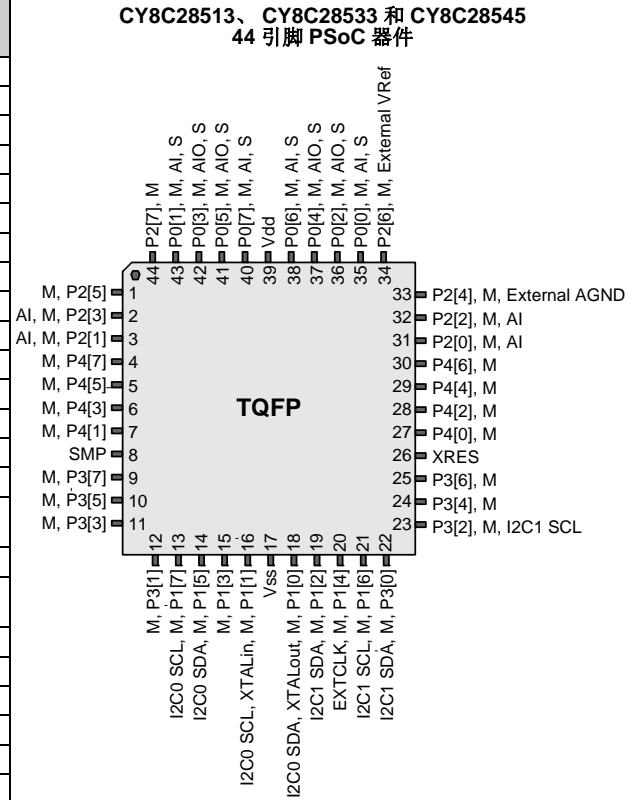 CY8C28513、 CY8C28533 和 CY8C28545
44 引脚 PSoC 器件
44 P2[7], M
43 P0[1], M, AI, S
42 P0[3], M, AIO, S
41 P0[5], M, AIO, S
40 P0[7], M, AI, S
39 Vdd
38 P0[6], M, AI, S
37 P0[4], M, AIO, S
36 P0[2], M, AIO, S
35 P0[0], M, AI, S
34 P2[6], M, External VRef
M, P2[5] 1
AI, M, P2[3] 2
AI, M, P2[1] 3
M, P4[7] 4
M, P4[5] 5
M, P4[3] 6
M, P4[1] 7
SMP 8
M, P3[7] 9
M, P3[5] 10
M, P3[3] 11
TQFP
33 P2[4], M, External AGND
32 P2[2], M, AI
31 P2[0], M, AI
30 P4[6], M
29 P4[4], M
28 P4[2], M
27 P4[0], M
26 XRES
25 P3[6], M
24 P3[4], M
23 P3[2], M, I2C1 SCL
M, P3[1] 12
I2C0 SCL, M, P1[7] 13
I2C0 SDA, M, P1[5] 14
M, P1[3] 15
I2C0 SCL, XTALin, M, P1[1] 16
Vss 17
I2C0 SDA, XTALout, M, P1[0] 18
I2C1 SDA, M, P1[2] 19
EXTCLK, M, P1[4] 20
I2C1 SCL, M, P1[6] 21
I2C1 SDA, M, P3[0] 22